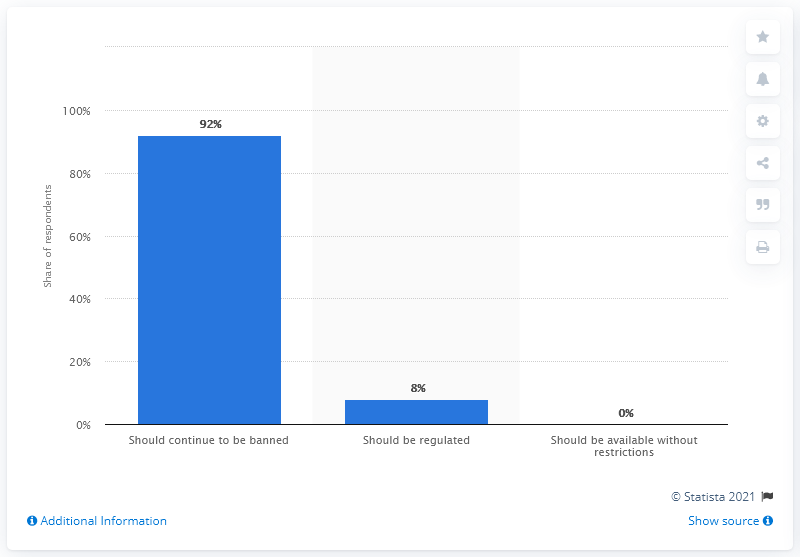 100%
80%
60%
40%
20%
0%
Share of respondents
92%
8%
0%
Should continue to be banned
Should be regulated
Should be available without
restrictions
© Statista 2021
Additional Information
Show source